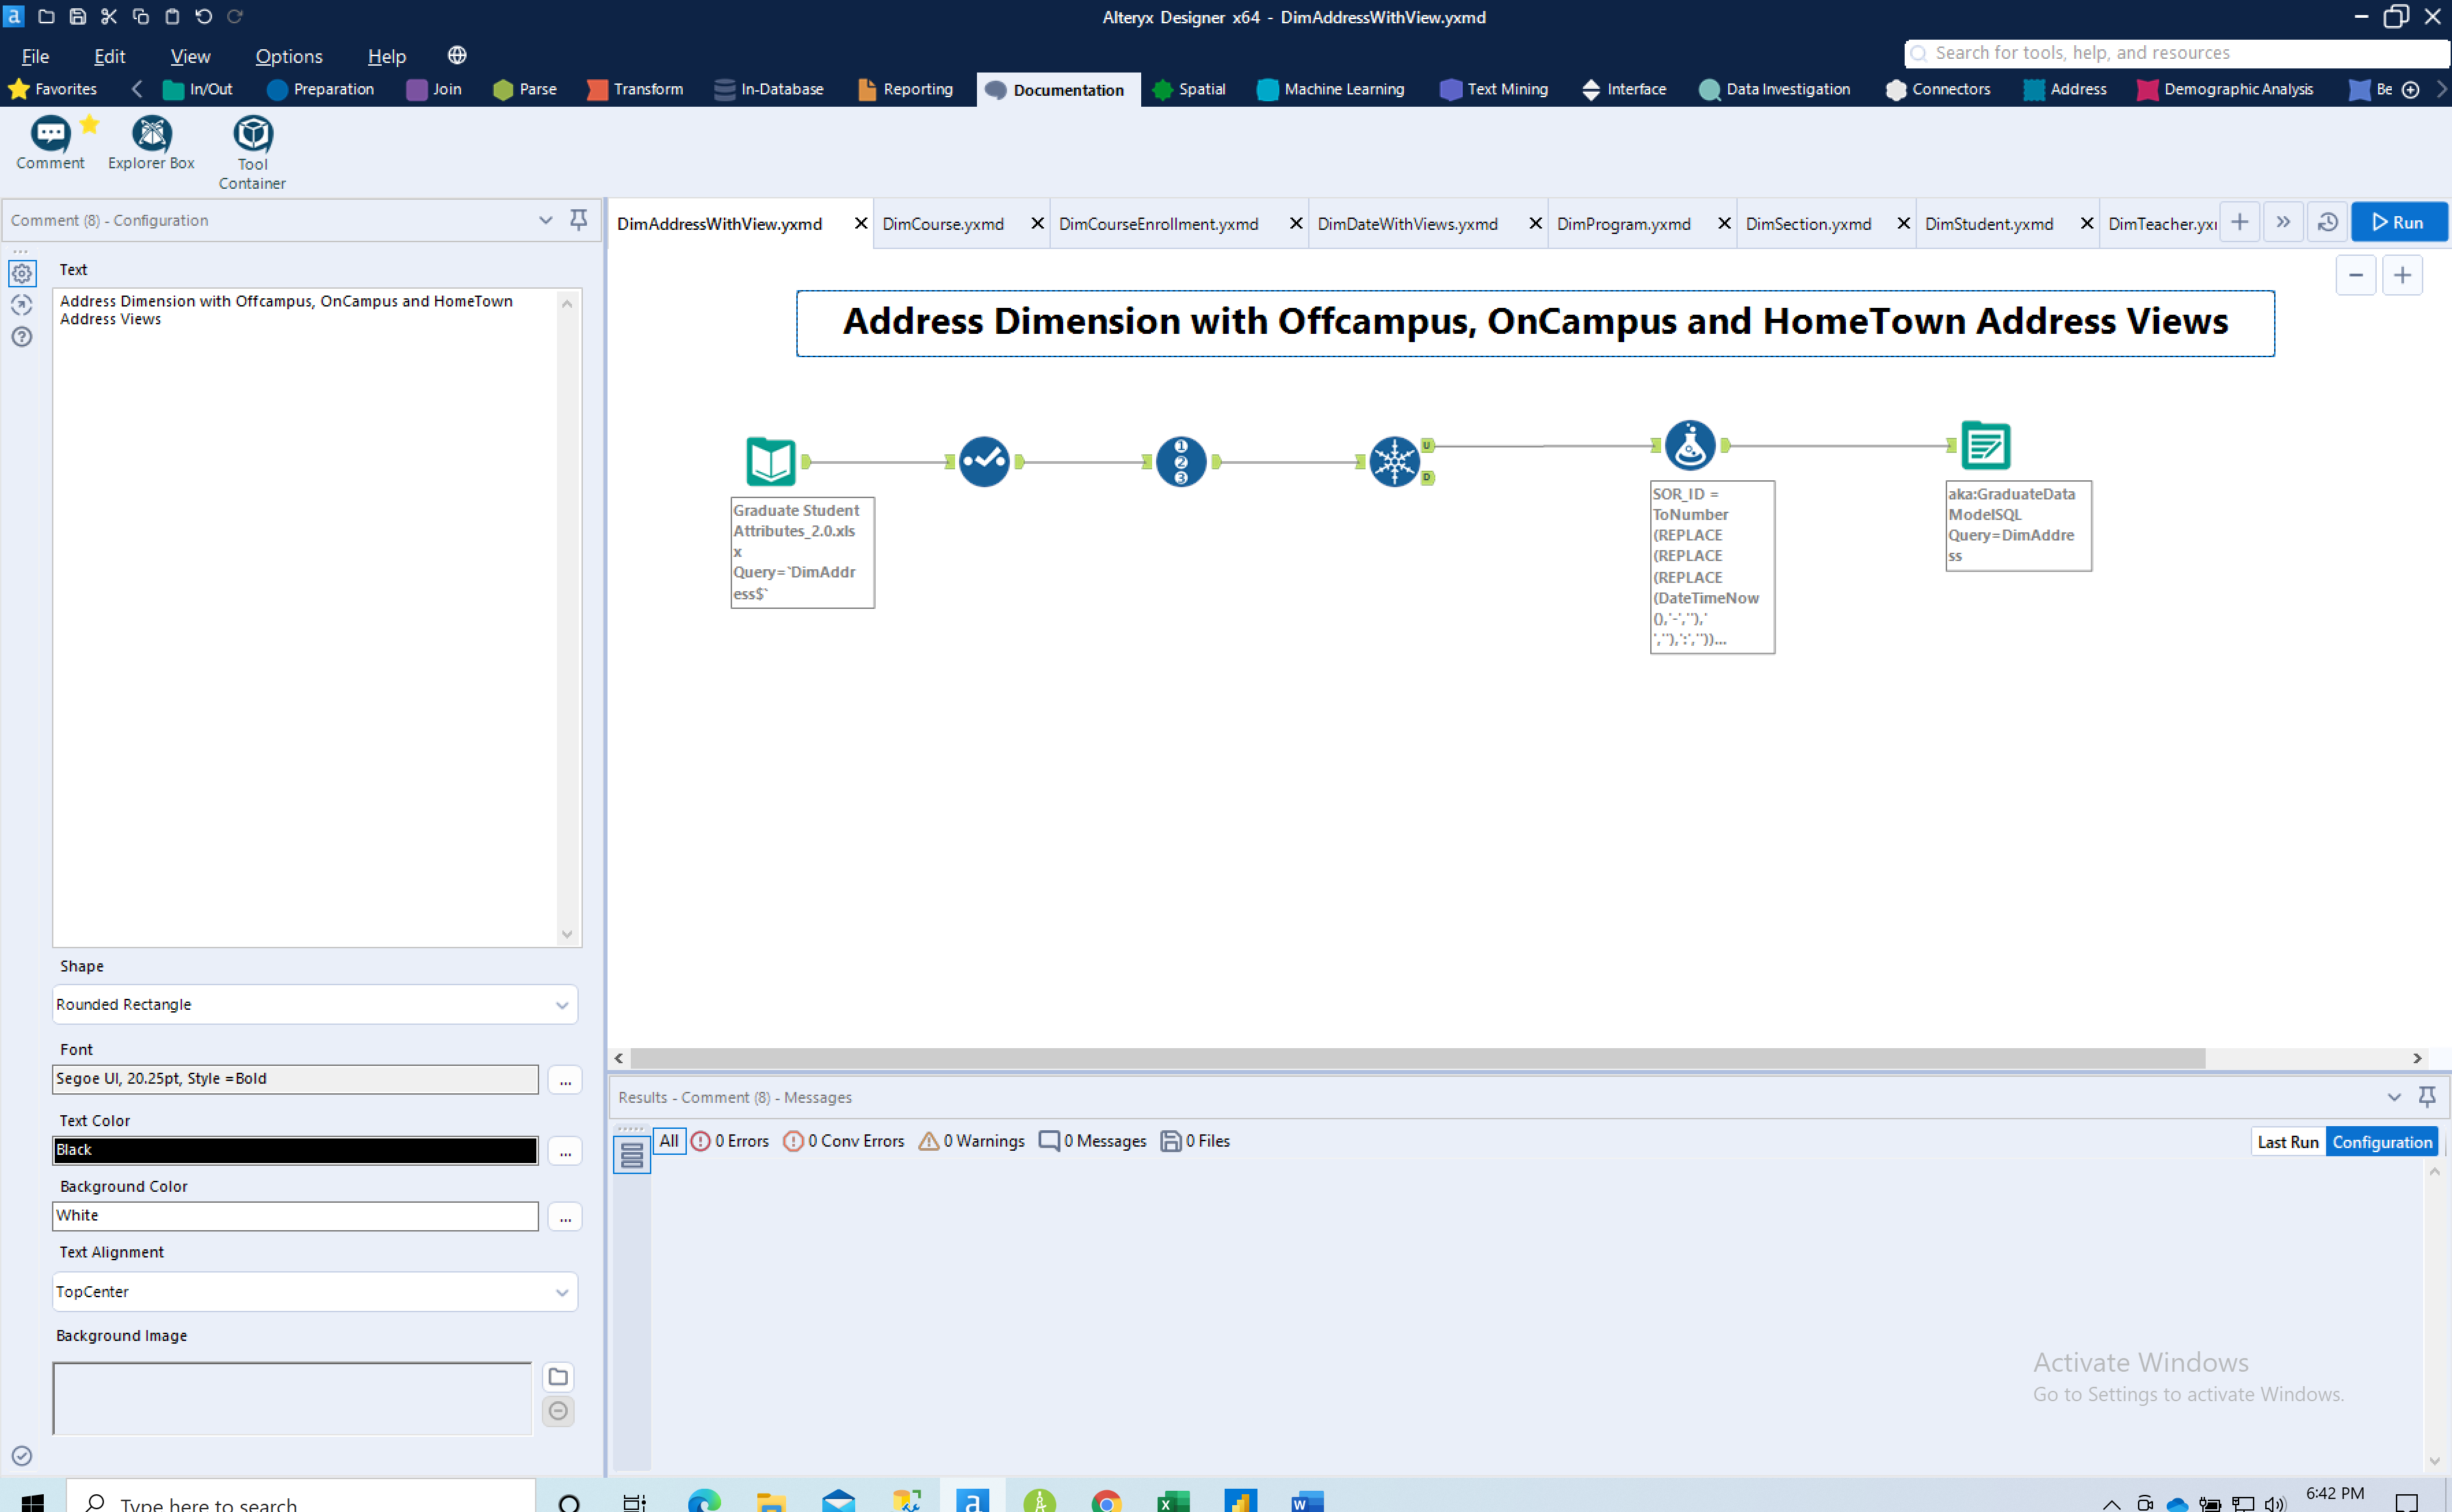 Alteryx Designer x64 - DimAddressWithView.yxmd
File Edit View Options Help
Search for tools, help, and resources
Favorites In/Out Preparation Join Parse Transform In-Database Reporting Documentation Spatial Machine Learning Text Mining Interface Data Investigation Connectors Address Demographic Analysis Be
Comment
Explorer Box
Tool
Container
Comment (8) - Configuration
DimAddressWithView.yxmd DimCourse.yxmd DimCourseEnrollment.yxmd DimDateWithViews.yxmd DimProgram.yxmd DimSection.yxmd DimStudent.yxmd DimTeacher.yxı Run
Text
Address Dimension with Offcampus, OnCampus and HomeTown
Address Views
Address Dimension with Offcampus, OnCampus and HomeTown Address Views
1
2
3
U
D
Graduate Student
Attributes_2.0.xls
x
Query=`DimAddr
ess$`
SOR_ID =
ToNumber
(REPLACE
(REPLACE
(REPLACE
(DateTimeNow
(),'-',''),'
',''),':',''))...
aka:GraduateData
ModelSQL
Query=DimAddre
ss
Shape
Rounded Rectangle
Font
Segoe UI, 20.25pt, Style =Bold
...
Text Color
Black
...
Background Color
White
...
Text Alignment
TopCenter
Background Image
Results - Comment (8) - Messages
All 0 Errors 0 Conv Errors 0 Warnings 0 Messages 0 Files
Last Run Configuration
Activate Windows
Go to Settings to activate Windows.
Type here to search
6:42 PM